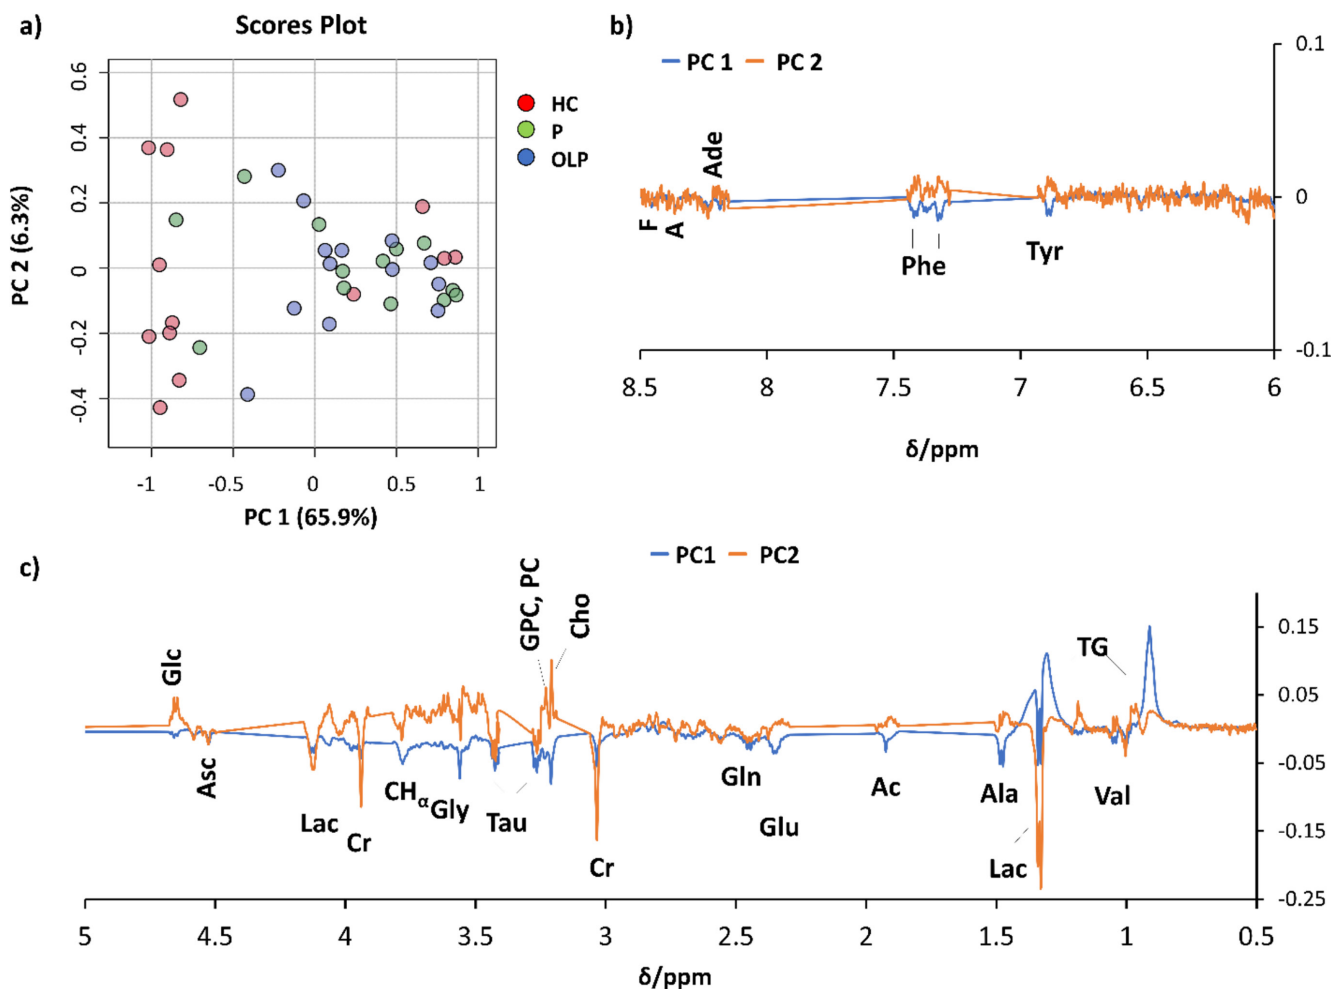 a)
Scores Plot
PC 2 (6.3%)
0.6
0.4
0.2
0
-0.2
-0.4
-1
-0.5
0
0.5
1
PC 1 (65.9%)
HC
P
OLP
b)
PC 1
PC 2
0.1
0
-0.1
F
A
Ade
Phe
Tyr
8.5
8
7.5
7
6.5
6
δ/ppm
c)
PC1
PC2
Glc
Asc
Lac
Cr
CHα
Gly
Tau
GPC, PC
Cho
Cr
Gln
Glu
Ac
Ala
Lac
Val
TG
0.15
0.05
-0.05
-0.15
-0.25
5
4.5
4
3.5
3
2.5
2
1.5
1
0.5
δ/ppm